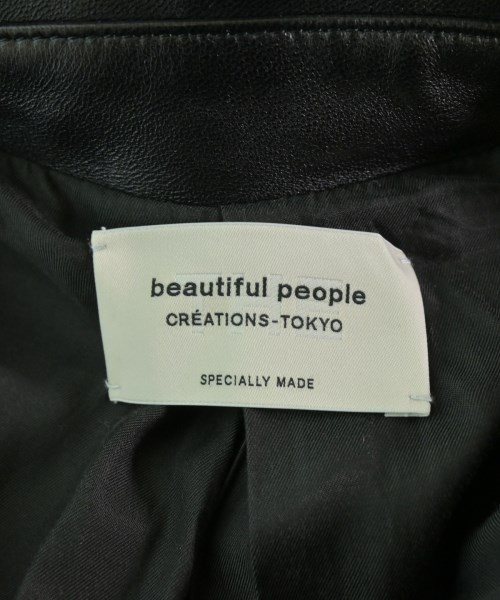 beautiful people
CRÉATIONS-TOKYO
SPECIALLY MADE